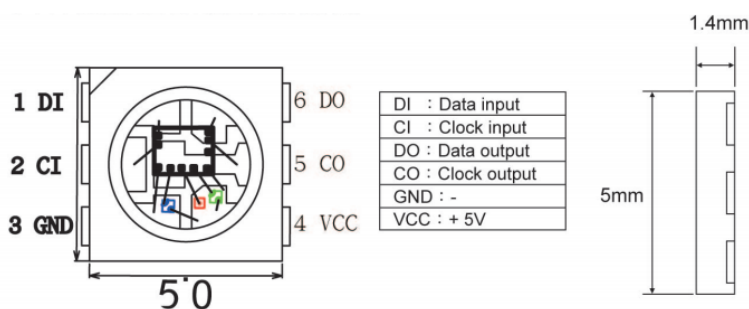 1.4mm
1 DI
6 DO
2 CI
5 CO
3 GND
4 VCC
5.0
DI : Data input
CI : Clock input
DO : Data output
CO : Clock output
GND : -
VCC : + 5V
5mm